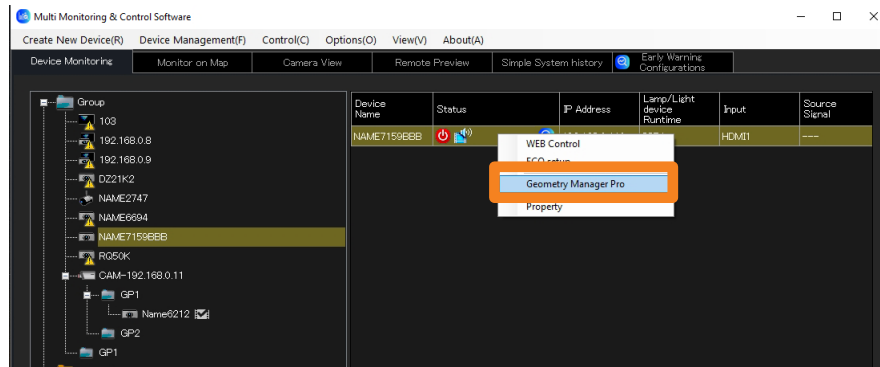 Multi Monitoring & Control Software
Create New Device(R) Device Management(F) Control(C) Options(O) View(V) About(A)
Device Monitoring Monitor on Map Camera View Remote Preview Simple System history Early Warning Configurations
Group
103
192.168.0.8
192.168.0.9
DZ21K2
NAME2747
NAME6694
NAME7159BBB
RQ50K
CAM-192.168.0.11
GP1
Name6212
GP2
GP1
Device Name Status IP Address Lamp/Light device Runtime Input Source Signal
NAME7159BBB HDMI1 ---
WEB Control
ECO setup
Geometry Manager Pro
Property